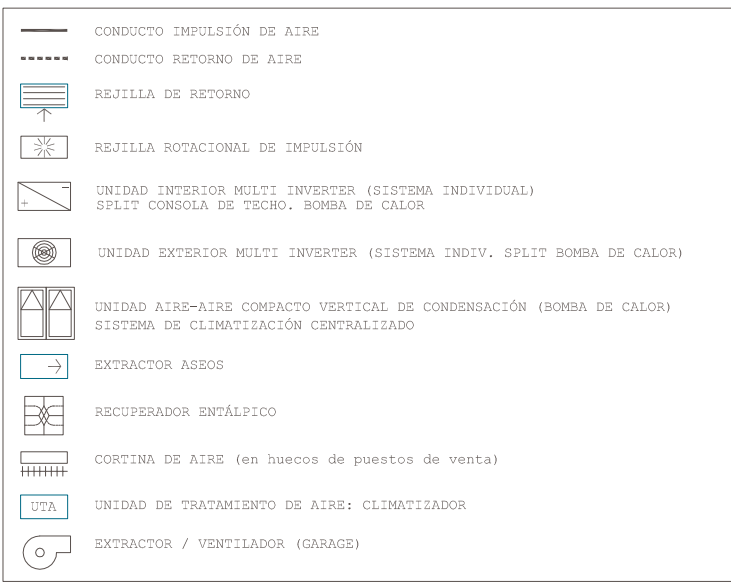 CONDUCTO IMPULSIÓN DE AIRE
CONDUCTO RETORNO DE AIRE
REJILLA DE RETORNO
REJILLA ROTACIONAL DE IMPULSIÓN
UNIDAD INTERIOR MULTI INVERTER (SISTEMA INDIVIDUAL)
SPLIT CONSOLA DE TECHO. BOMBA DE CALOR
UNIDAD EXTERIOR MULTI INVERTER (SISTEMA INDIV. SPLIT BOMBA DE CALOR)
UNIDAD AIRE-AIRE COMPACTO VERTICAL DE CONDENSACIÓN (BOMBA DE CALOR)
SISTEMA DE CLIMATIZACIÓN CENTRALIZADO
EXTRACTOR ASEOS
RECUPERADOR ENTÁLPICO
CORTINA DE AIRE (en huecos de puestos de venta)
UTA UNIDAD DE TRATAMIENTO DE AIRE: CLIMATIZADOR
EXTRACTOR / VENTILADOR (GARAGE)